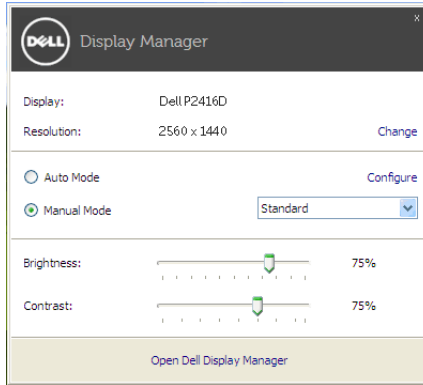 x
DELL Display Manager
Display: Dell P2416D
Resolution: 2560 x 1440 Change
Auto Mode Configure
Manual Mode Standard
Brightness: 75%
Contrast: 75%
Open Dell Display Manager